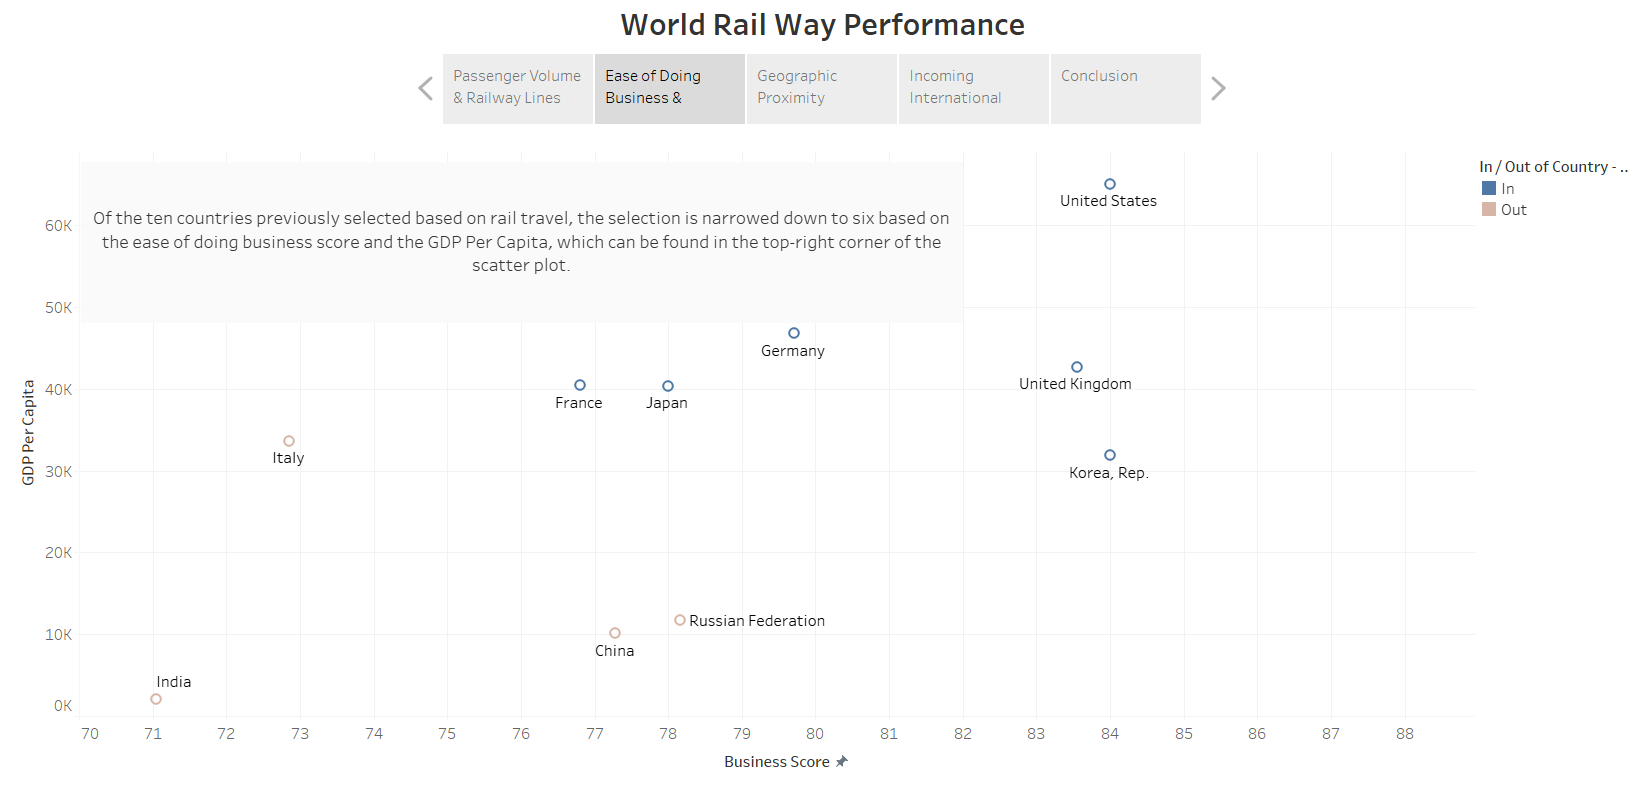 World Rail Way Performance
Passenger Volume
& Railway Lines
Ease of Doing
Business &
Geographic
Proximity
Incoming
International
Conclusion
In / Out of Country - ..
In
Out
Of the ten countries previously selected based on rail travel, the selection is narrowed down to six based on
the ease of doing business score and the GDP Per Capita, which can be found in the top-right corner of the
scatter plot.
GDP Per Capita
60K
50K
40K
30K
20K
10K
0K
United States
Germany
United Kingdom
France
Japan
Italy
Korea, Rep.
Russian Federation
China
India
70 71 72 73 74 75 76 77 78 79 80 81 82 83 84 85 86 87 88
Business Score